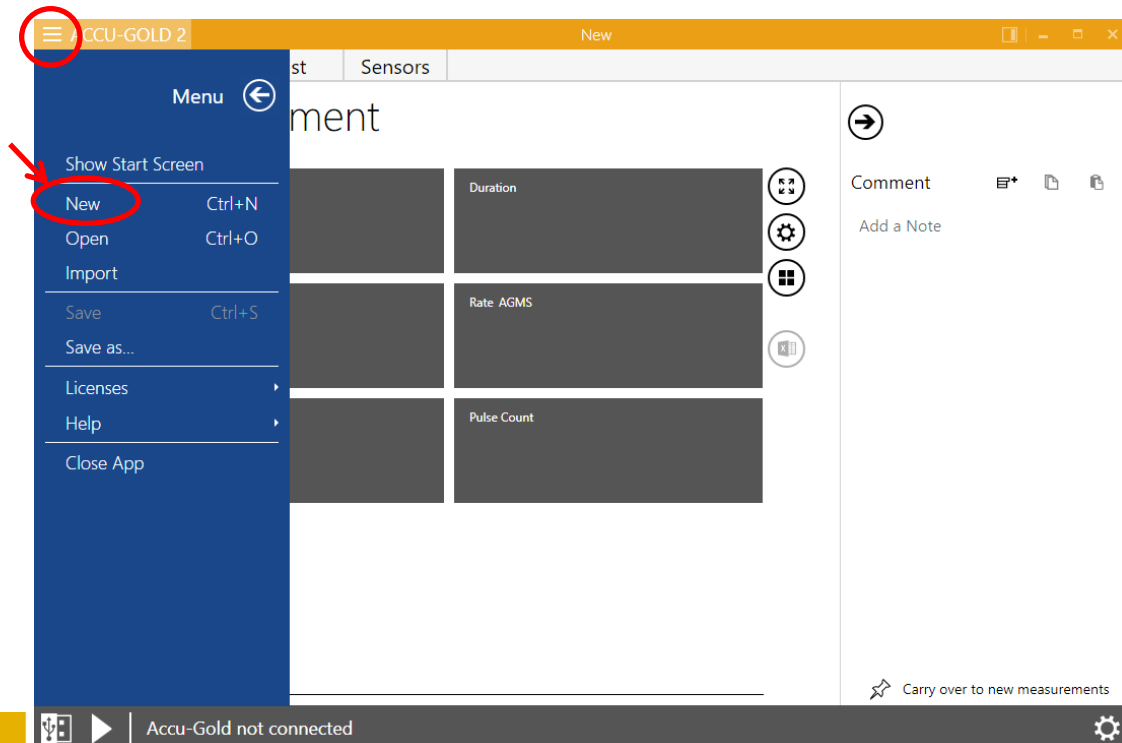 ACCU-GOLD 2
New
st
Sensors
Menu
ment
Show Start Screen
New Ctrl+N
Open Ctrl+O
Import
Save Ctrl+S
Save as...
Licenses
Help
Close App
Duration
Rate AGMS
Pulse Count
Comment
Add a Note
Carry over to new measurements
Accu-Gold not connected